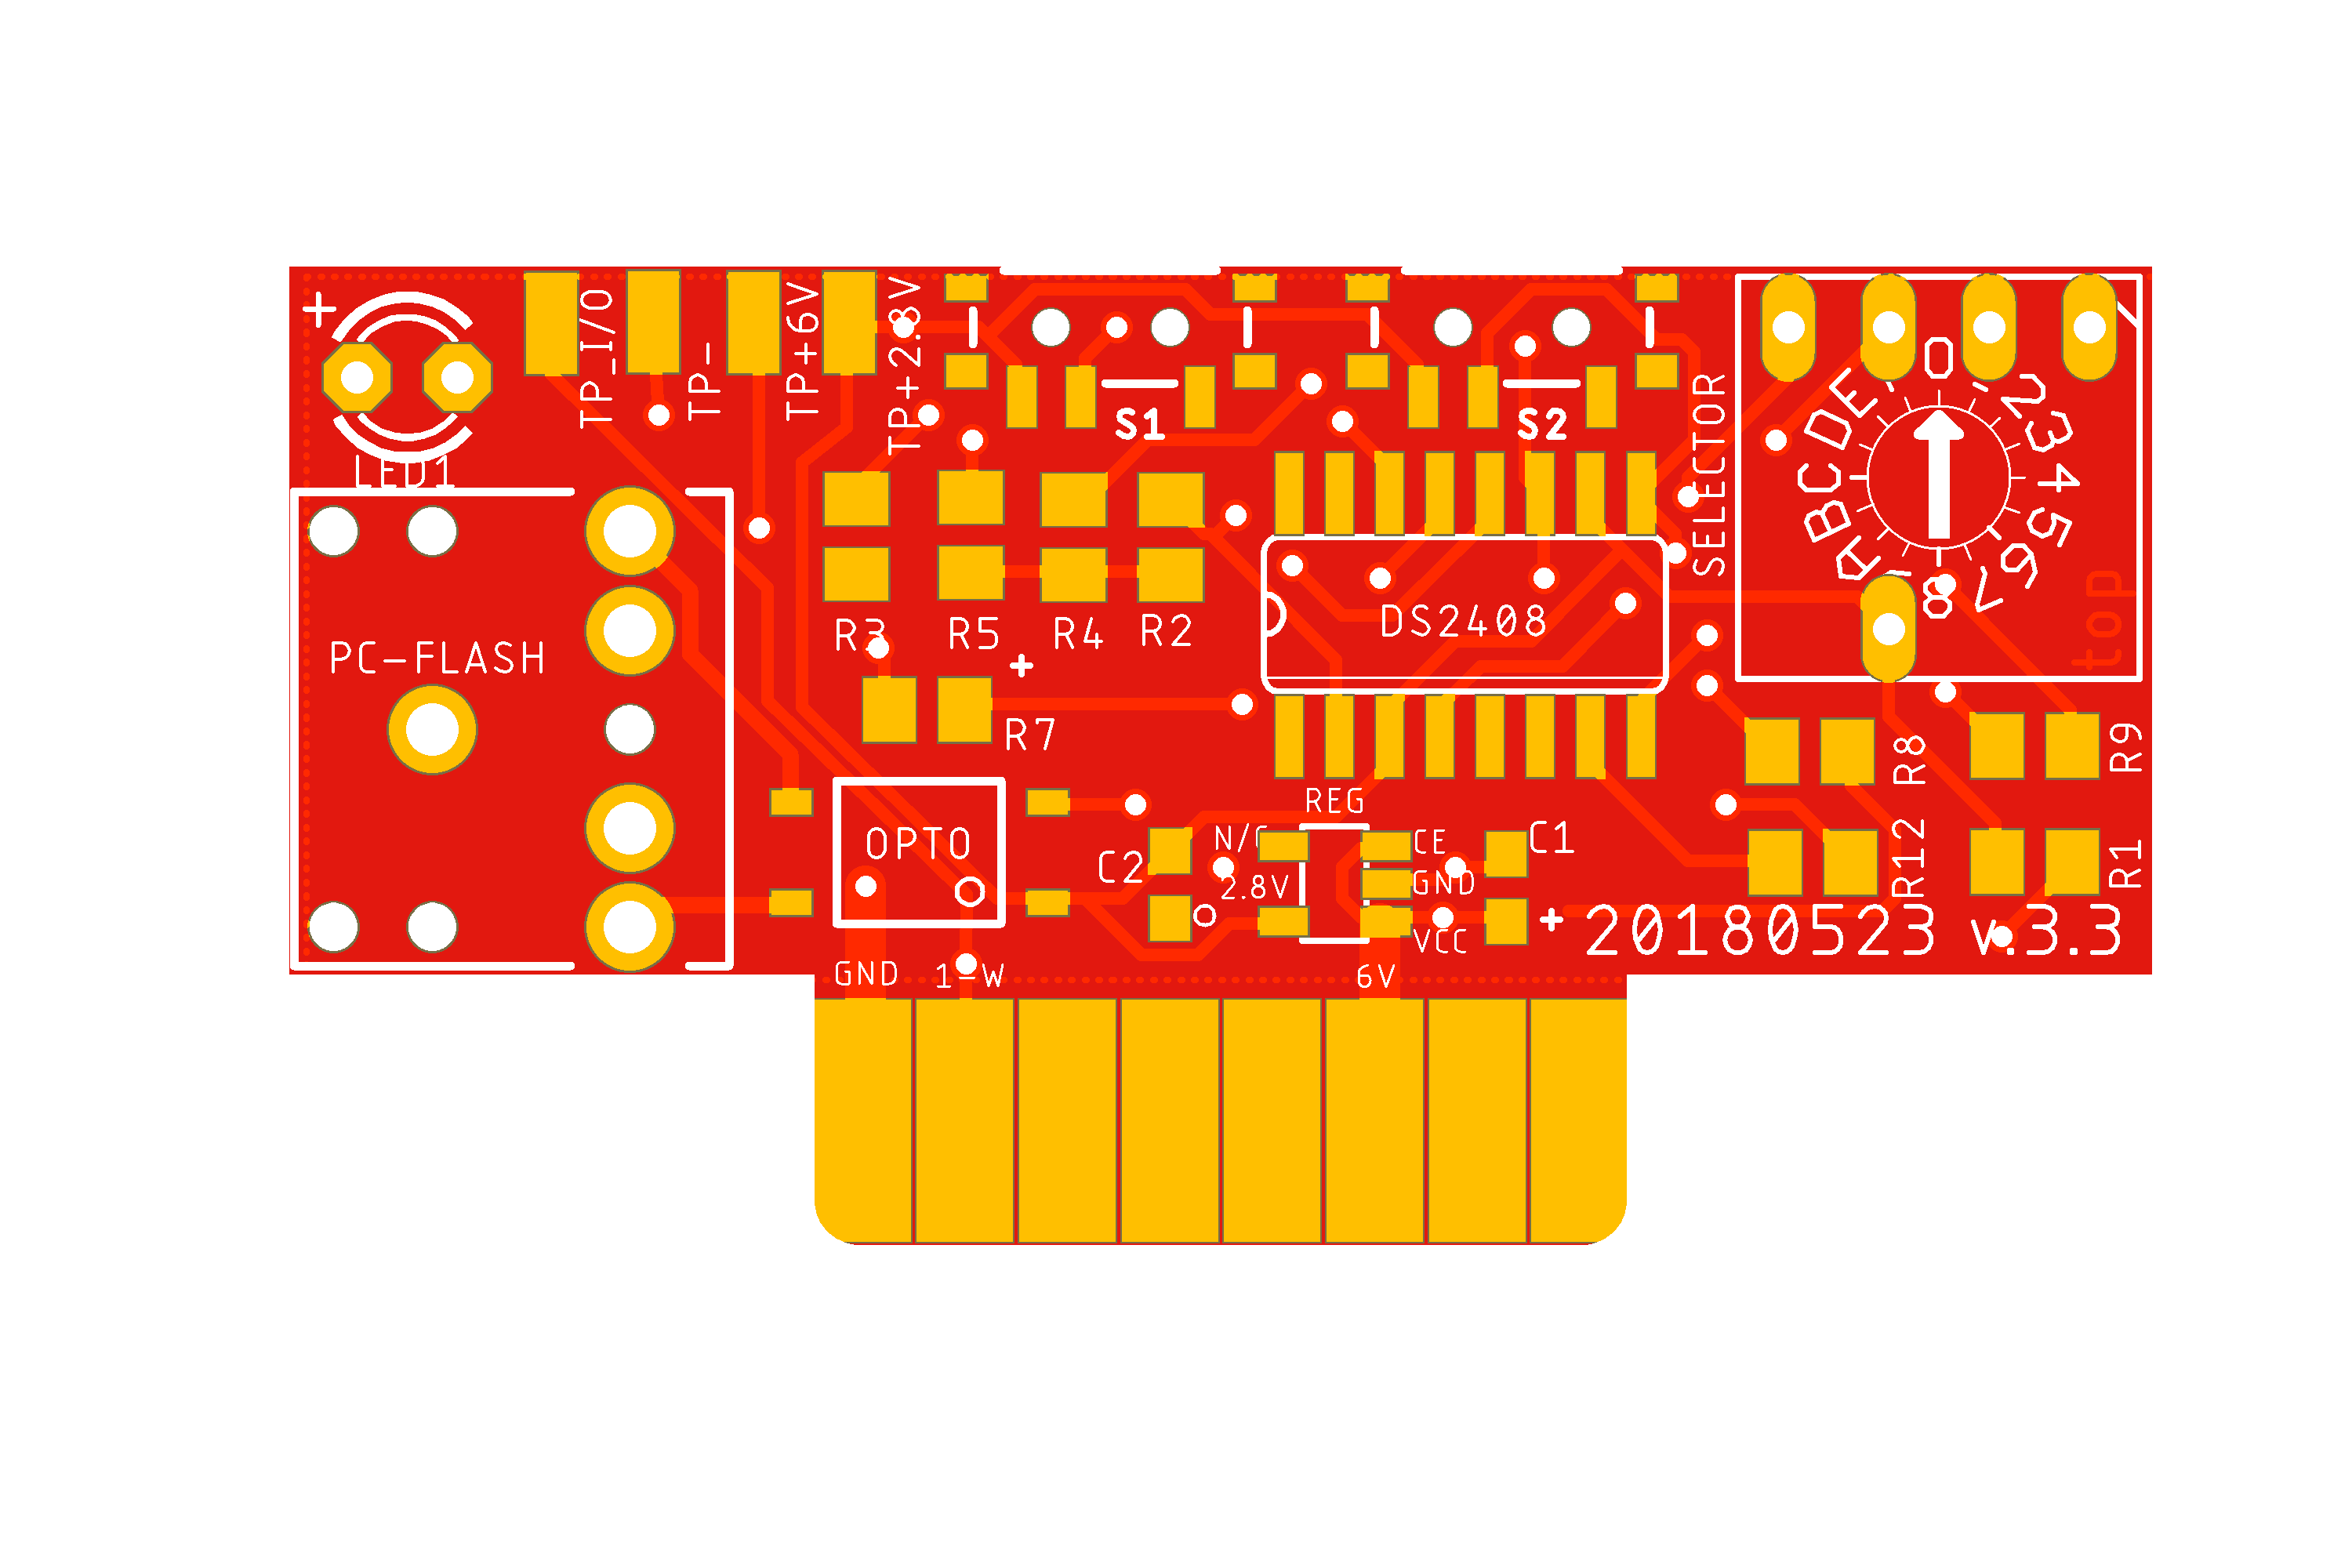 +
TP_I/O
TP-
TP+6V
TP+2.8V
S1
S2
SELECTOR
0
2
3
4
5
6
7
8
A
B
C
D
E
LED1
PC-FLASH
R3
R5
R4
R2
+
DS2408
top
R7
R8
R9
REG
OPTO
N/C
CE
C1
C2
2.8V
GND
R12
R1
+
20180523 v.3.3
VCC
GND
1-W
6V